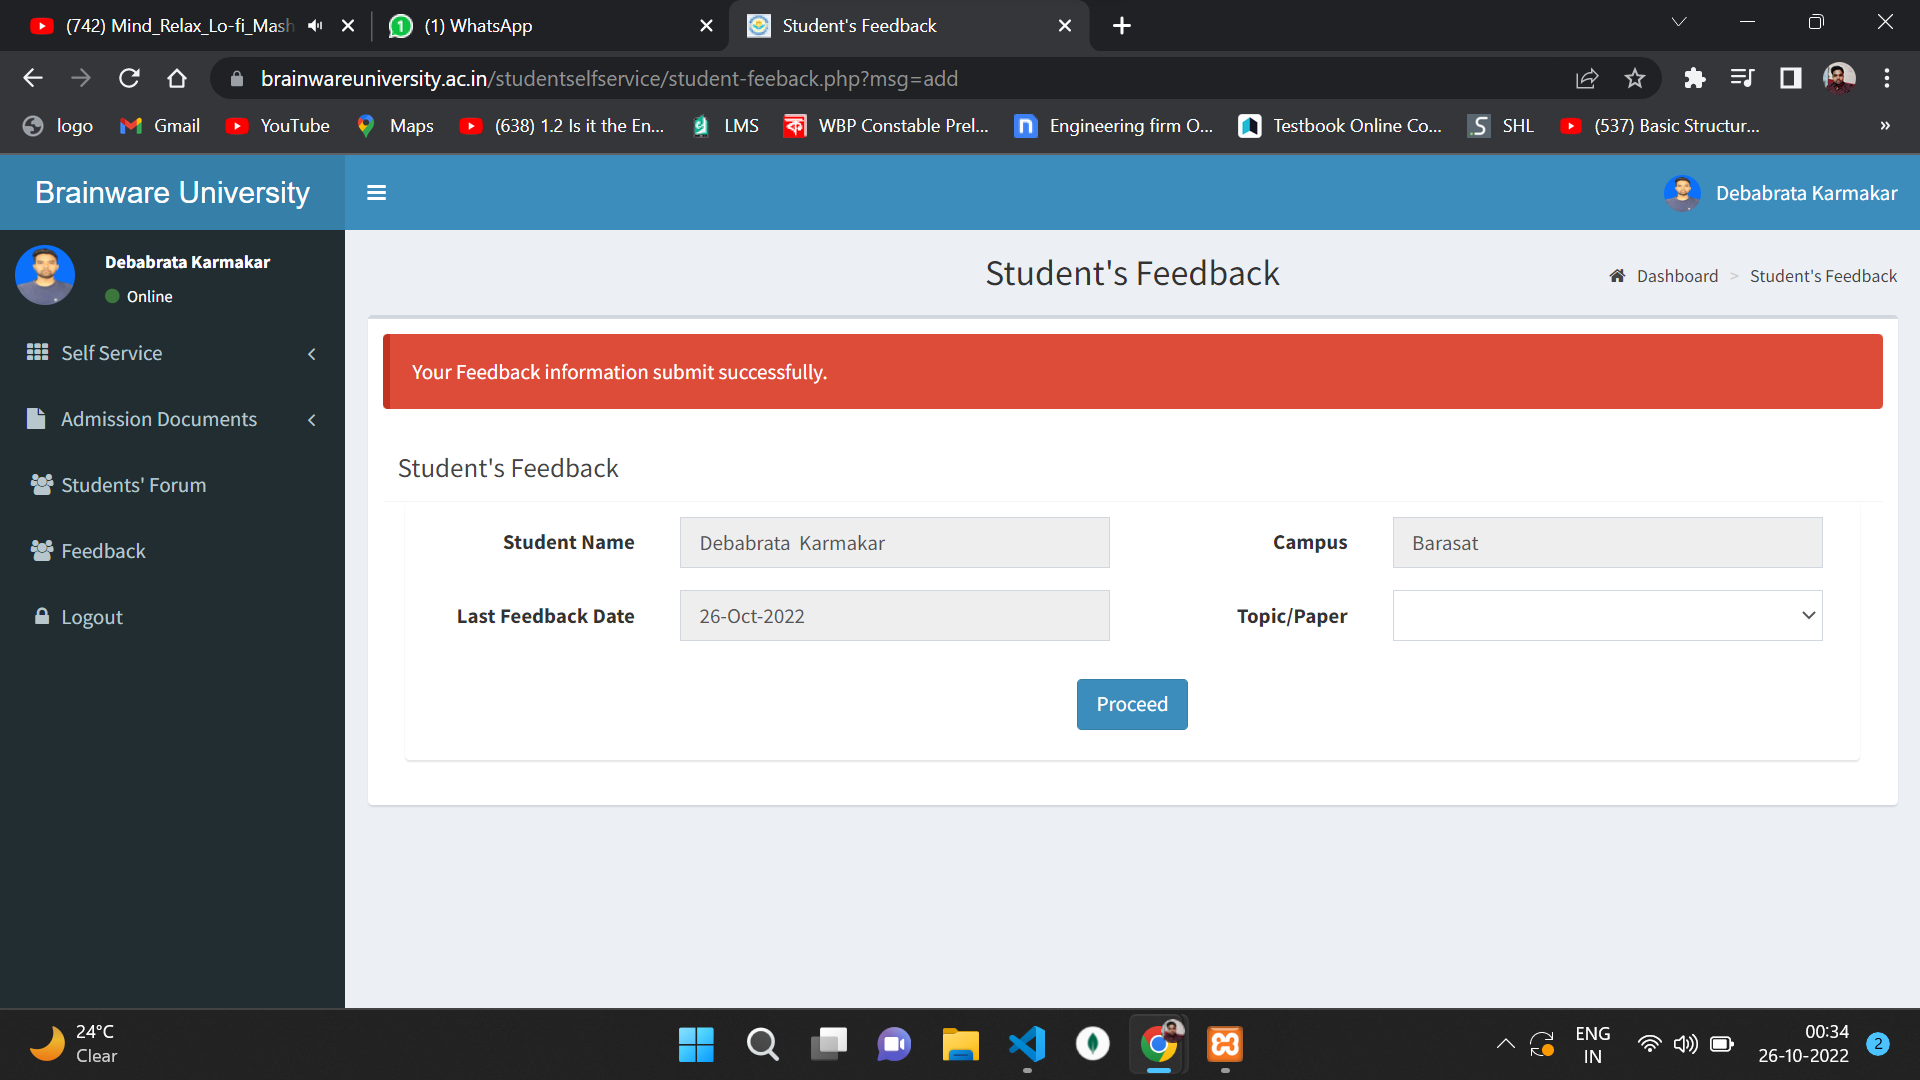 (742) Mind_Relax_Lo-fi_Mash
(1) WhatsApp
Student's Feedback
brainwareuniversity.ac.in/studentselfservice/student-feeback.php?msg=add
logo
Gmail
YouTube
Maps
(638) 1.2 Is it the En...
LMS
WBP Constable Prel...
Engineering firm O...
Testbook Online Co...
SHL
(537) Basic Structur...
»
Brainware University
Debabrata Karmakar
Debabrata Karmakar
Online
Self Service
Admission Documents
Students' Forum
Feedback
Logout
Student's Feedback
Dashboard > Student's Feedback
Your Feedback information submit successfully.
Student's Feedback
Student Name
Debabrata Karmakar
Campus
Barasat
Last Feedback Date
26-Oct-2022
Topic/Paper
Proceed
24°C
Clear
ENG
IN
00:34
26-10-2022
2